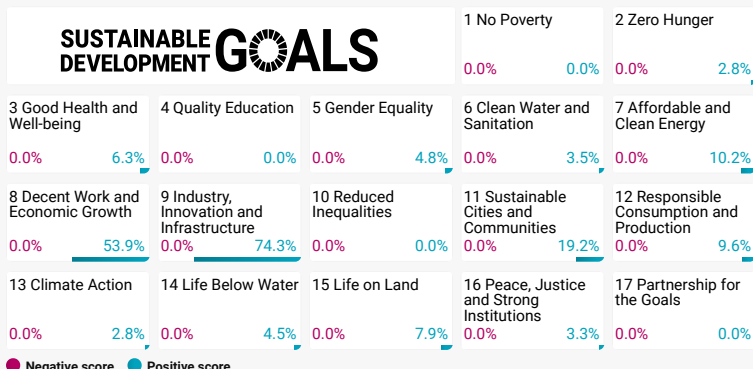 SUSTAINABLE
DEVELOPMENT
GOALS
1 No Poverty
0.0% 0.0%
2 Zero Hunger
0.0% 2.8%
3 Good Health and
Well-being
0.0% 6.3%
4 Quality Education
0.0% 0.0%
5 Gender Equality
0.0% 4.8%
6 Clean Water and
Sanitation
0.0% 3.5%
7 Affordable and
Clean Energy
0.0% 10.2%
8 Decent Work and
Economic Growth
0.0% 53.9%
9 Industry,
Innovation and
Infrastructure
0.0% 74.3%
10 Reduced
Inequalities
0.0% 0.0%
11 Sustainable
Cities and
Communities
0.0% 19.2%
12 Responsible
Consumption and
Production
0.0% 9.6%
13 Climate Action
0.0% 2.8%
14 Life Below Water
0.0% 4.5%
15 Life on Land
0.0% 7.9%
16 Peace, Justice
and Strong
Institutions
0.0% 3.3%
17 Partnership for
the Goals
0.0% 0.0%
Negative score Positive score